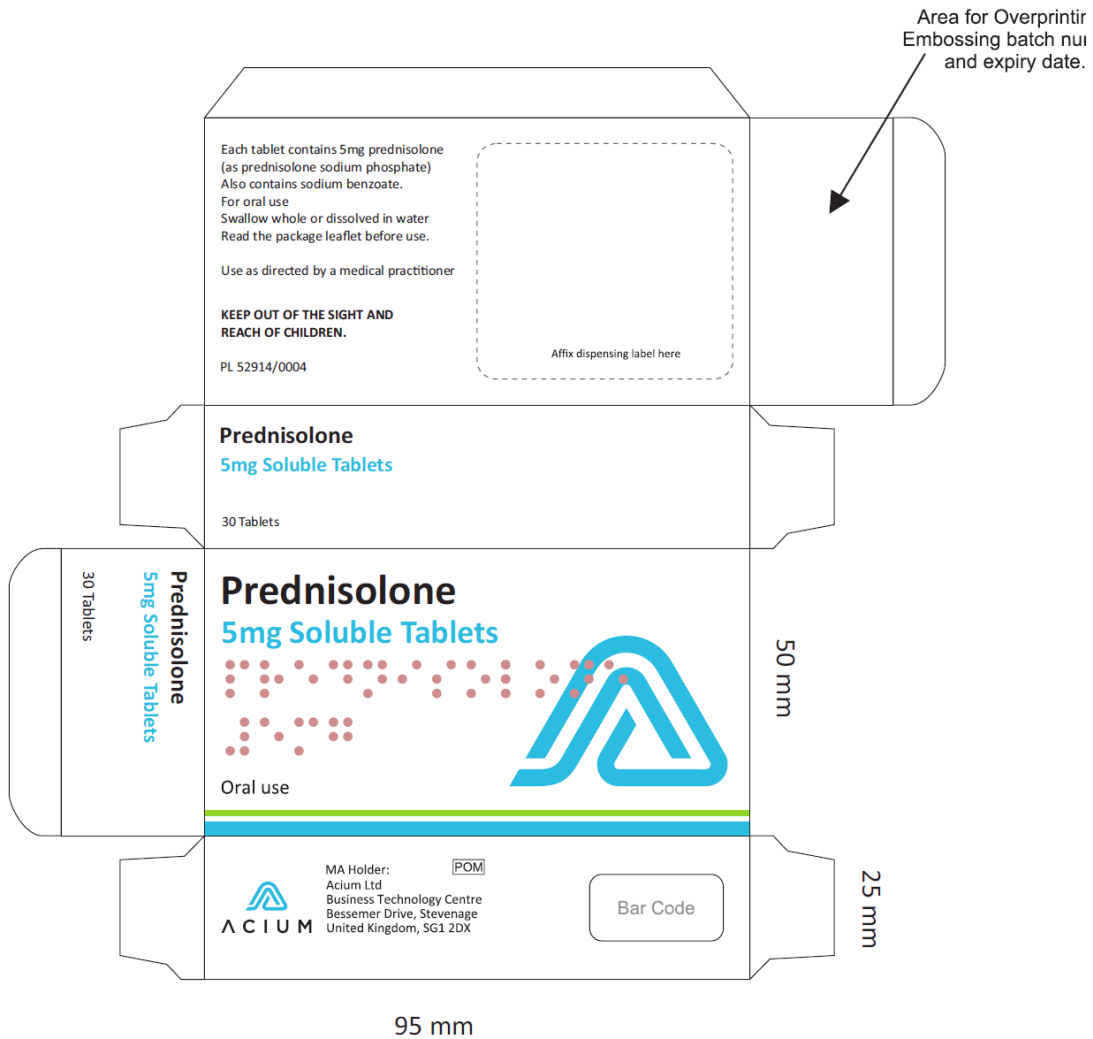 Area for Overprintin
Embossing batch nu
and expiry date.
Each tablet contains 5mg prednisolone
(as prednisolone sodium phosphate)
Also contains sodium benzoate.
For oral use
Swallow whole or dissolved in water
Read the package leaflet before use.
Use as directed by a medical practitioner
KEEP OUT OF THE SIGHT AND
REACH OF CHILDREN.
PL 52914/0004
Affix dispensing label here
Prednisolone
5mg Soluble Tablets
30 Tablets
Prednisolone
5mg Soluble Tablets
30 Tablets
Prednisolone
5mg Soluble Tablets
Oral use
50 mm
ACIUM
MA Holder:
Acium Ltd
Business Technology Centre
Bessemer Drive, Stevenage
United Kingdom, SG1 2DX
POM
Bar Code
25 mm
95 mm